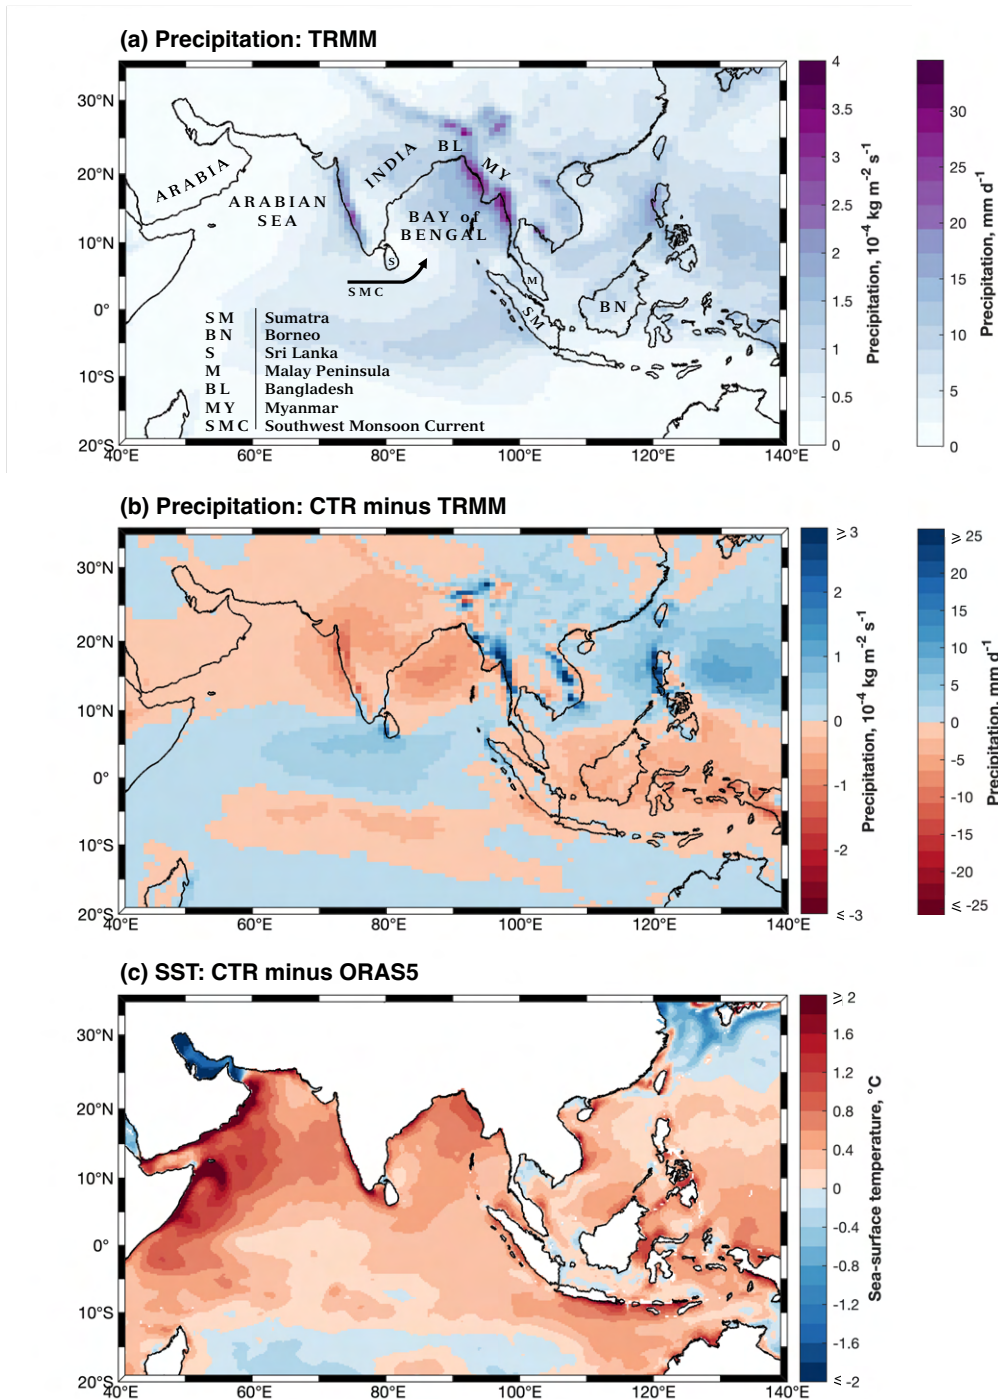 (a) Precipitation: TRMM
30°N
20°N
10°N
0°
10°S
20°S
40°E
60°E
80°E
100°E
120°E
140°E
ARABIA
ARABIAN
SEA
INDIA
BL
MY
BAY of
BENGAL
S
SMC
M
SM
BN
SM Sumatra
BN Borneo
S Sri Lanka
M Malay Peninsula
BL Bangladesh
MY Myanmar
SMC Southwest Monsoon Current
4
3.5
3
2.5
2
1.5
1
0.5
0
Precipitation, 10⁻⁴ kg m⁻² s⁻¹
30
25
20
15
10
5
0
Precipitation, mm d⁻¹
(b) Precipitation: CTR minus TRMM
30°N
20°N
10°N
0°
10°S
20°S
40°E
60°E
80°E
100°E
120°E
140°E
⩾ 3
2
1
0
-1
-2
⩽ -3
Precipitation, 10⁻⁴ kg m⁻² s⁻¹
⩾ 25
20
15
10
5
0
-5
-10
-15
-20
⩽ -25
Precipitation, mm d⁻¹
(c) SST: CTR minus ORAS5
30°N
20°N
10°N
0°
10°S
20°S
40°E
60°E
80°E
100°E
120°E
140°E
⩾ 2
1.6
1.2
0.8
0.4
0
-0.4
-0.8
-1.2
-1.6
⩽ -2
Sea-surface temperature, °C